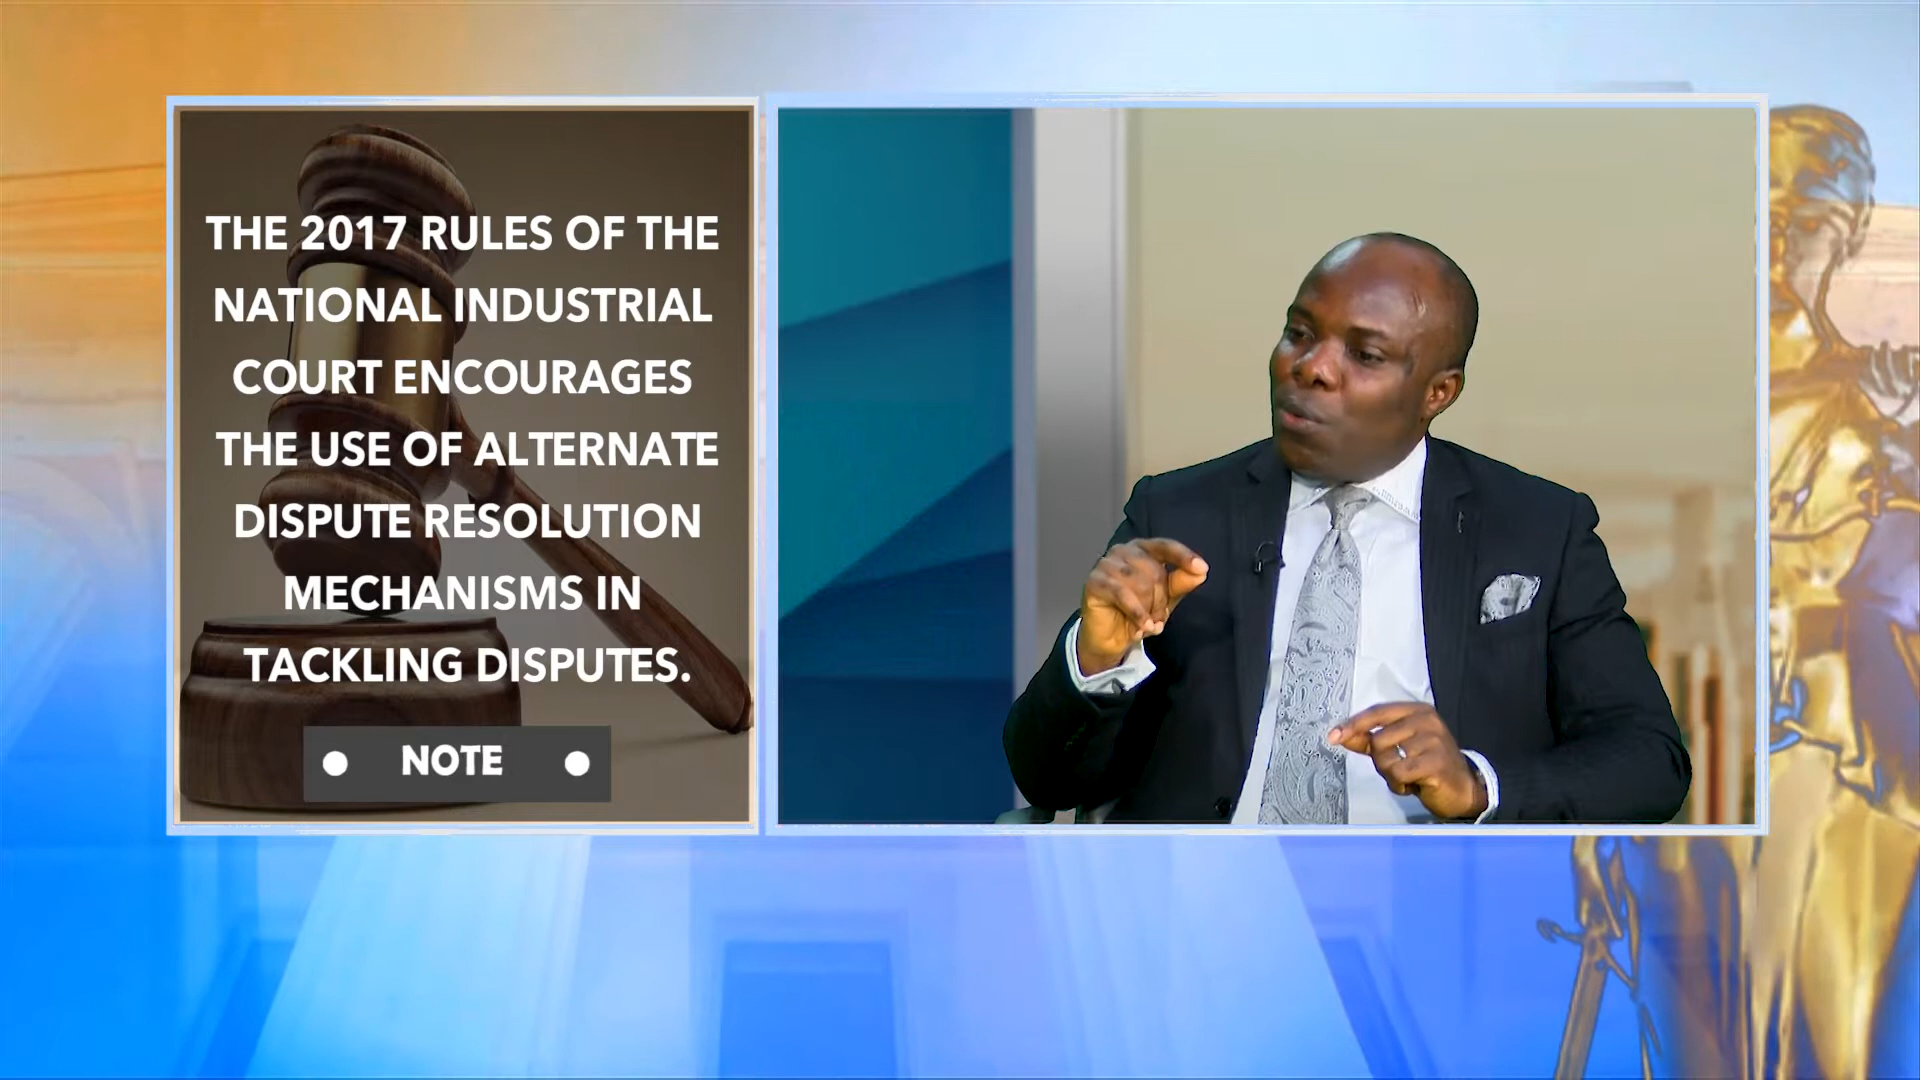 THE 2017 RULES OF THE
NATIONAL INDUSTRIAL
COURT ENCOURAGES
THE USE OF ALTERNATE
DISPUTE RESOLUTION
MECHANISMS IN
TACKLING DISPUTES.
NOTE